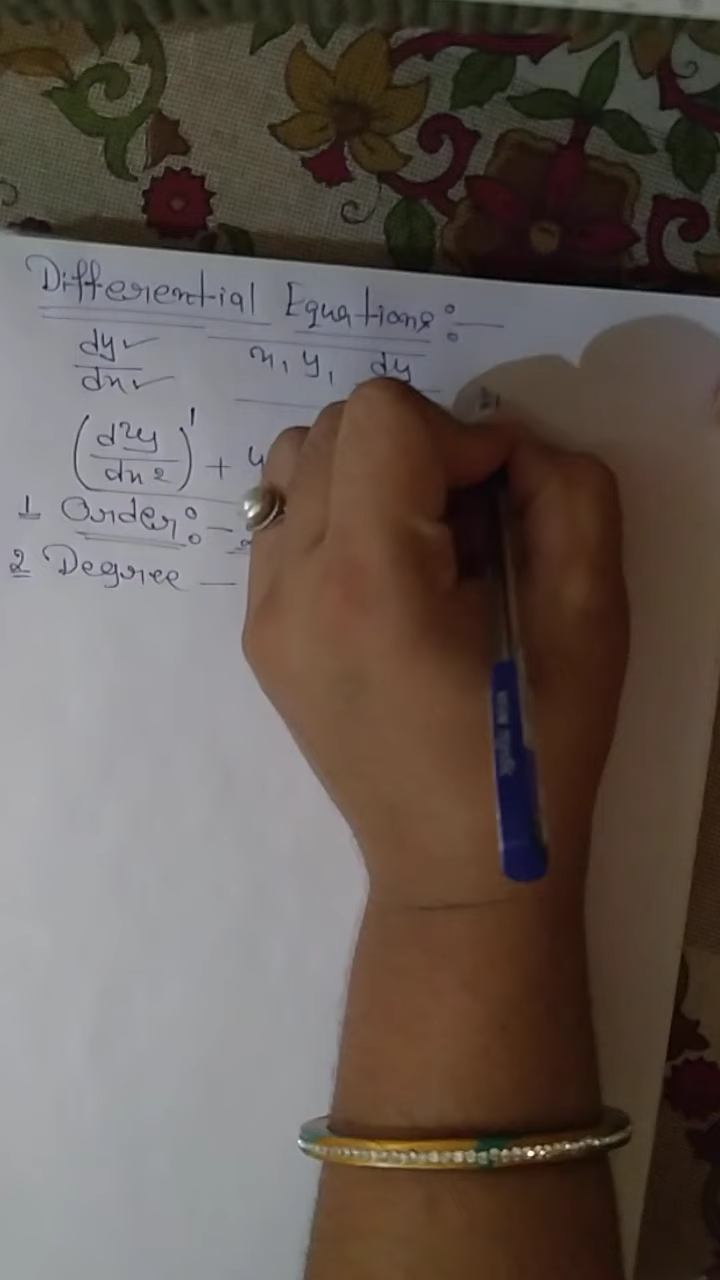 Differential Equations:—
dy/dx x, y, dy
(d²y/dx²)¹ + 4
1 Order:—
2 Degree —